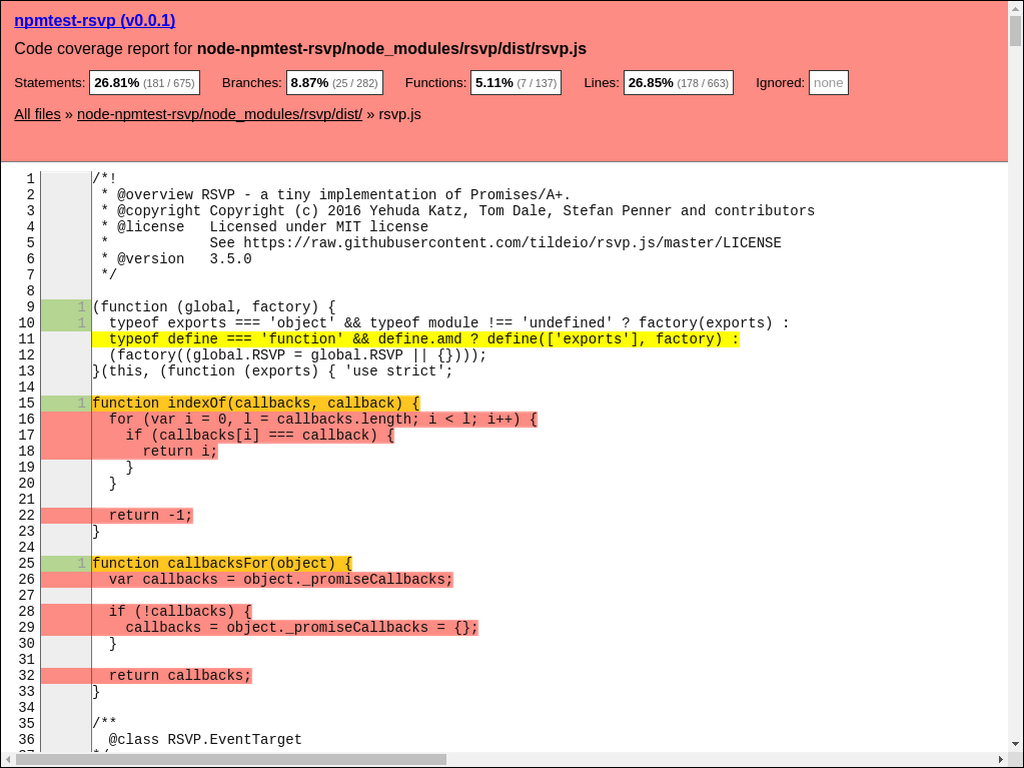 npmtest-rsvp (v0.0.1)
Code coverage report for node-npmtest-rsvp/node_modules/rsvp/dist/rsvp.js
Statements: 26.81% (181 / 675) Branches: 8.87% (25 / 282) Functions: 5.11% (7 / 137) Lines: 26.85% (178 / 663) Ignored: none
All files » node-npmtest-rsvp/node_modules/rsvp/dist/ » rsvp.js
1 /*!
2  * @overview RSVP - a tiny implementation of Promises/A+.
3  * @copyright Copyright (c) 2016 Yehuda Katz, Tom Dale, Stefan Penner and contributors
4  * @license   Licensed under MIT license
5  *            See https://raw.githubusercontent.com/tildeio/rsvp.js/master/LICENSE
6  * @version   3.5.0
7  */
8
9 1 (function (global, factory) {
10 1   typeof exports === 'object' && typeof module !== 'undefined' ? factory(exports) :
11   typeof define === 'function' && define.amd ? define(['exports'], factory) :
12   (factory((global.RSVP = global.RSVP || {})));
13 }(this, (function (exports) { 'use strict';
14
15 1 function indexOf(callbacks, callback) {
16   for (var i = 0, l = callbacks.length; i < l; i++) {
17     if (callbacks[i] === callback) {
18       return i;
19     }
20   }
21
22   return -1;
23 }
24
25 1 function callbacksFor(object) {
26   var callbacks = object._promiseCallbacks;
27
28   if (!callbacks) {
29     callbacks = object._promiseCallbacks = {};
30   }
31
32   return callbacks;
33 }
34
35 /**
36   @class RSVP.EventTarget